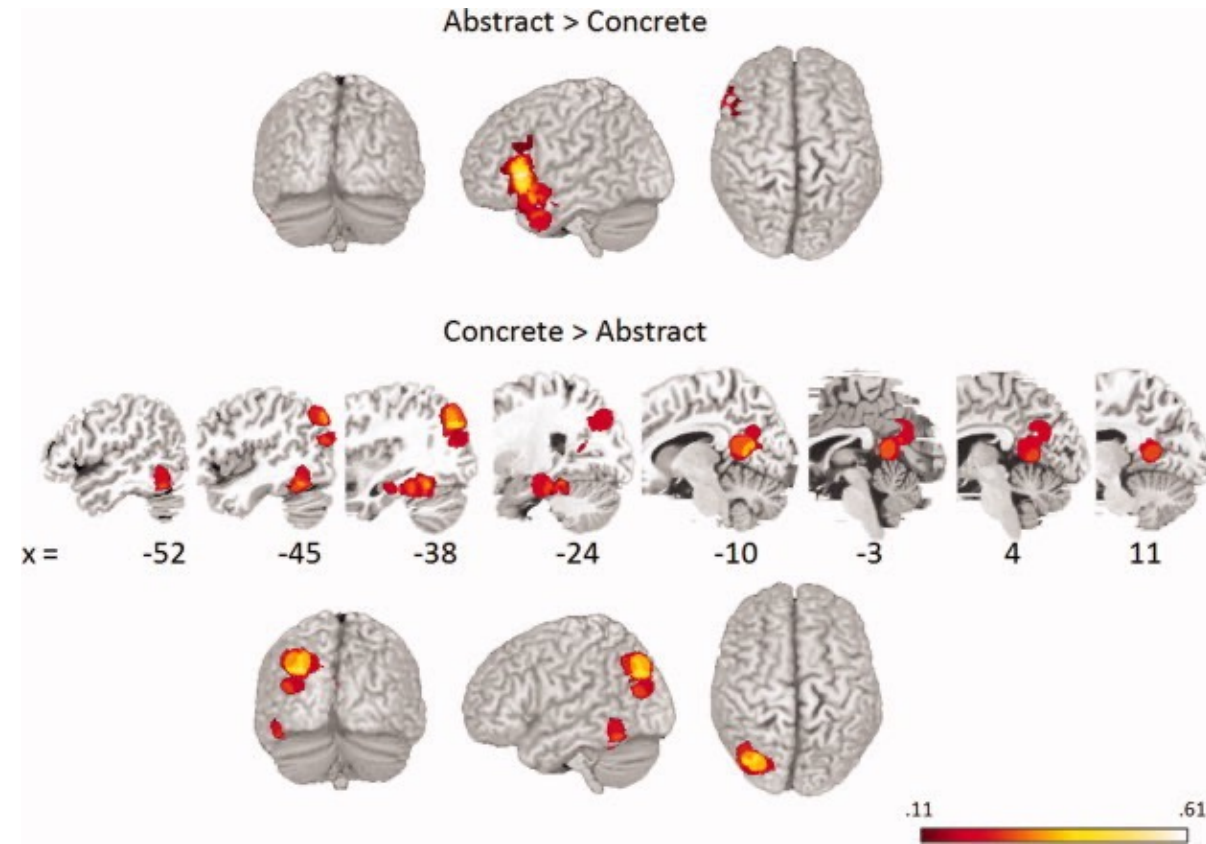 Abstract > Concrete
Concrete > Abstract
x = -52 -45 -38 -24 -10 -3 4 11
.11 .61